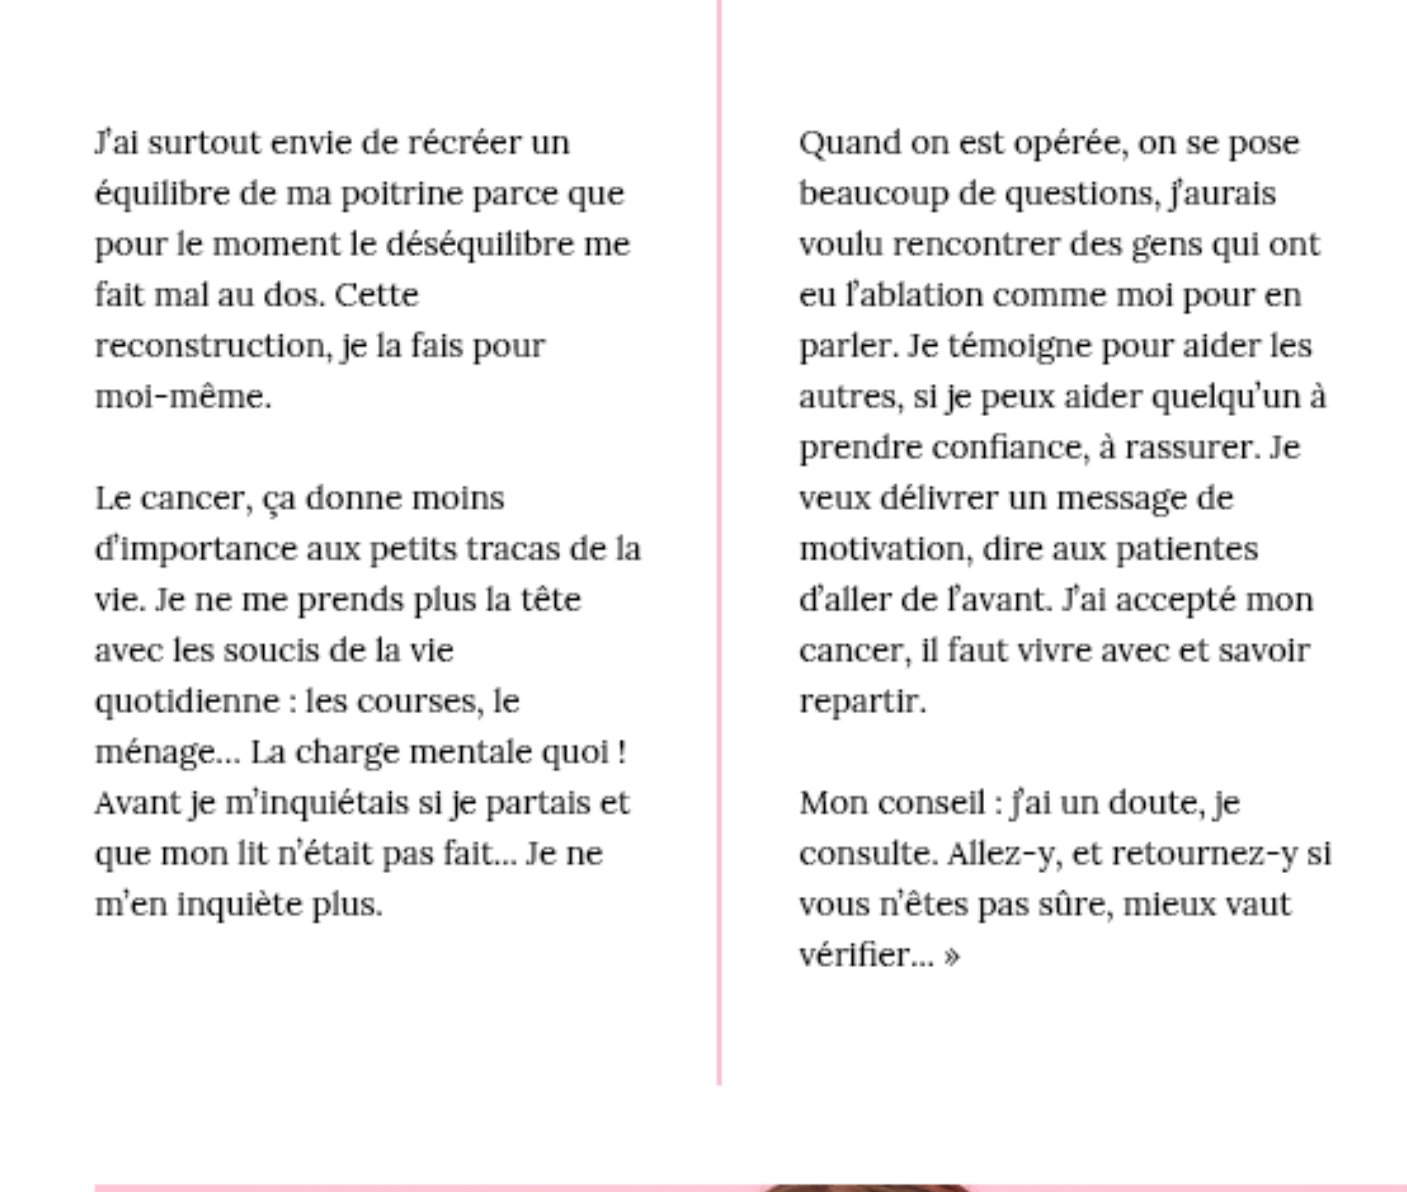 J’ai surtout envie de récréer un
équilibre de ma poitrine parce que
pour le moment le déséquilibre me
fait mal au dos. Cette
reconstruction, je la fais pour
moi-même.
Le cancer, ça donne moins
d’importance aux petits tracas de la
vie. Je ne me prends plus la tête
avec les soucis de la vie
quotidienne : les courses, le
ménage… La charge mentale quoi !
Avant je m’inquiétais si je partais et
que mon lit n’était pas fait… Je ne
m’en inquiète plus.
Quand on est opérée, on se pose
beaucoup de questions, j’aurais
voulu rencontrer des gens qui ont
eu l’ablation comme moi pour en
parler. Je témoigne pour aider les
autres, si je peux aider quelqu’un à
prendre confiance, à rassurer. Je
veux délivrer un message de
motivation, dire aux patientes
d’aller de l’avant. J’ai accepté mon
cancer, il faut vivre avec et savoir
repartir.
Mon conseil : j’ai un doute, je
consulte. Allez-y, et retournez-y si
vous n’êtes pas sûre, mieux vaut
vérifier… »